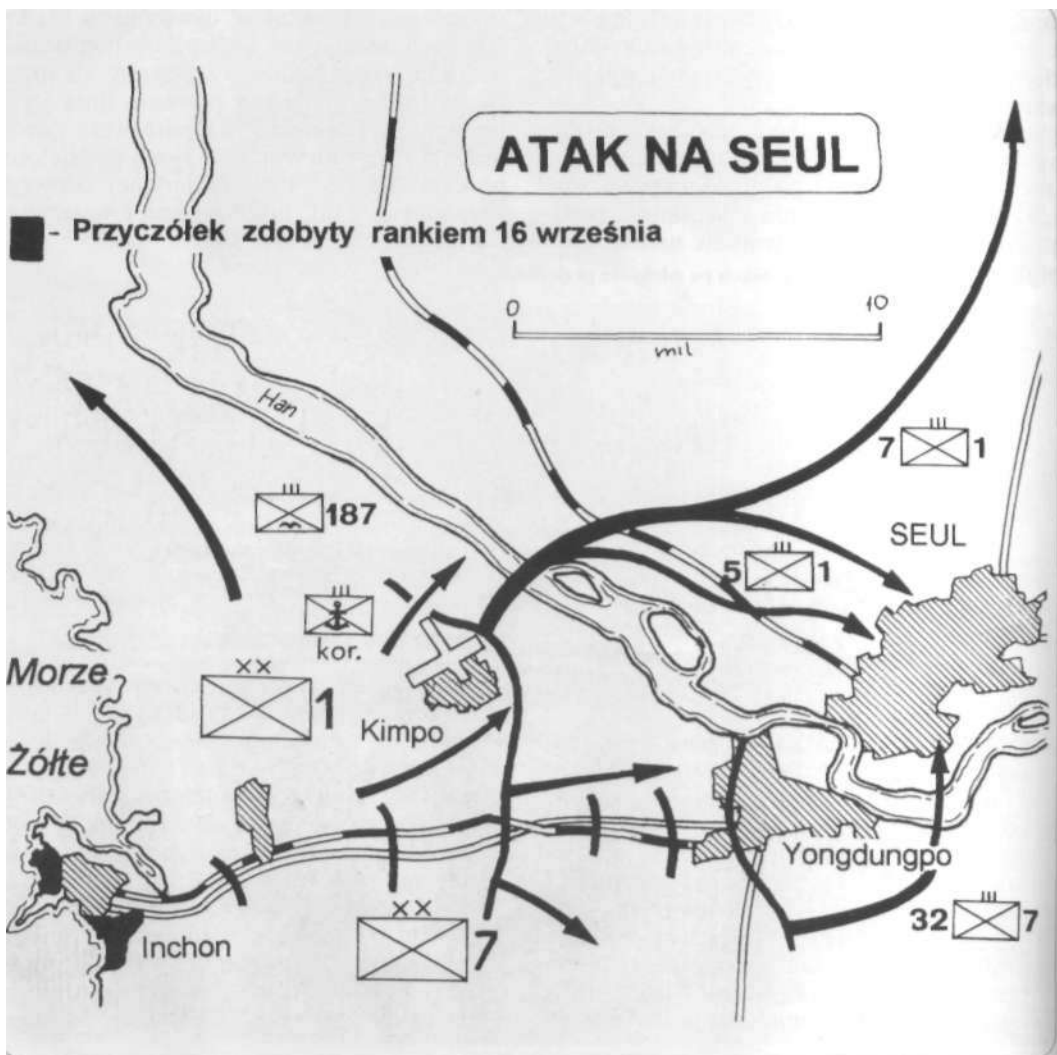 ATAK NA SEUL
- Przyczółek zdobyty rankiem 16 września
0 10
mil
Han
7 1
187
SEUL
5 1
kor.
Morze
1
Kimpo
Żółte
Yongdungpo
32 7
Inchon
7